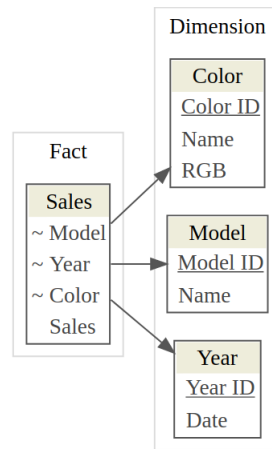 Dimension
Color
Color ID
Name
RGB
Fact
Sales
~ Model
~ Year
~ Color
Sales
Model
Model ID
Name
Year
Year ID
Date